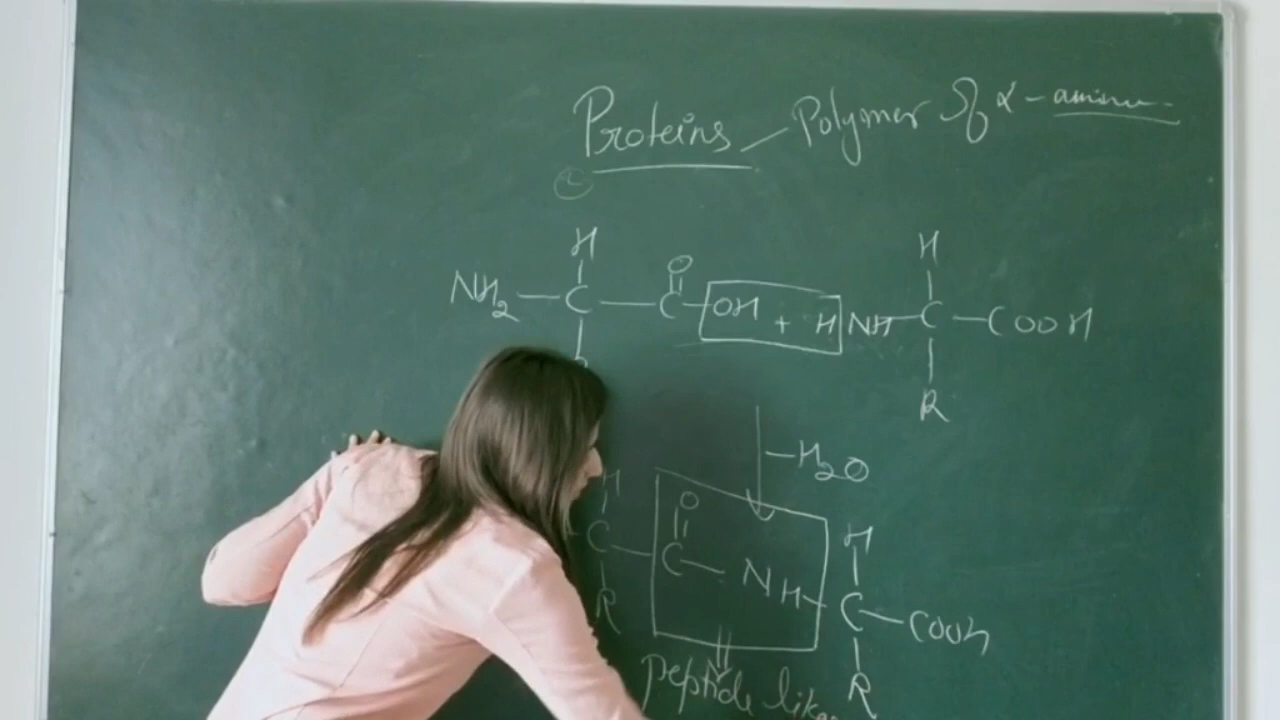 Proteins - Polymer of α - amino
H H
NH2 - C - C - OH + H NH - C - COOH
O
R
-H2O
H O H
C - C - NH - C - COOH
R R
peptide